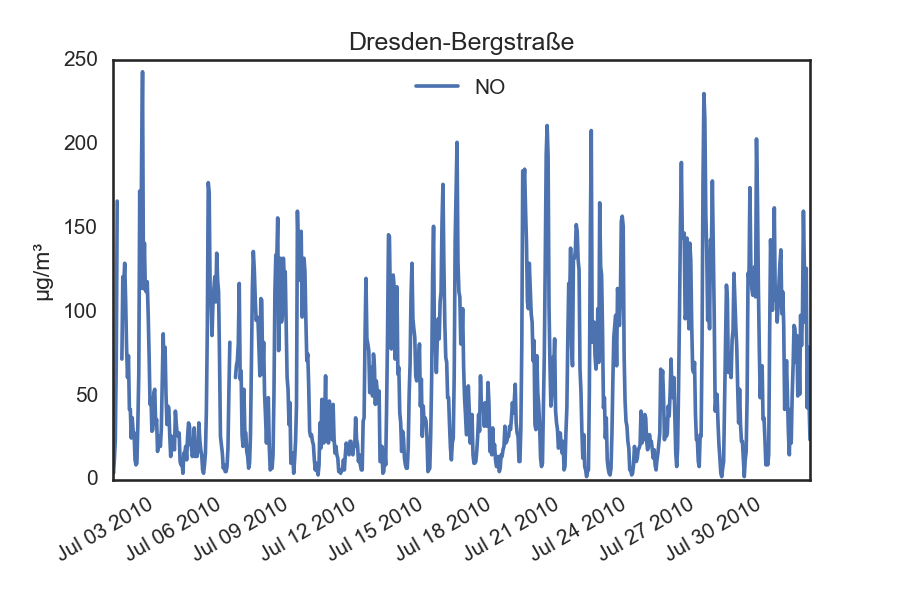 Dresden-Bergstraße
250
200
150
100
50
0
µg/m³
NO
Jul 03 2010
Jul 06 2010
Jul 09 2010
Jul 12 2010
Jul 15 2010
Jul 18 2010
Jul 21 2010
Jul 24 2010
Jul 27 2010
Jul 30 2010